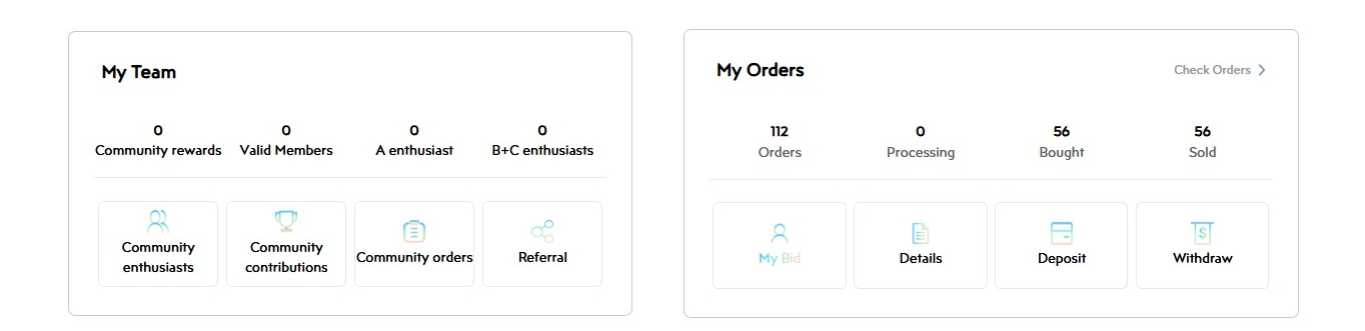 My Team
0 0 0 0
Community rewards Valid Members A enthusiast B+C enthusiasts
Community enthusiasts
Community contributions
Community orders
Referral
My Orders Check Orders
112 0 56 56
Orders Processing Bought Sold
My Bid Details Deposit Withdraw